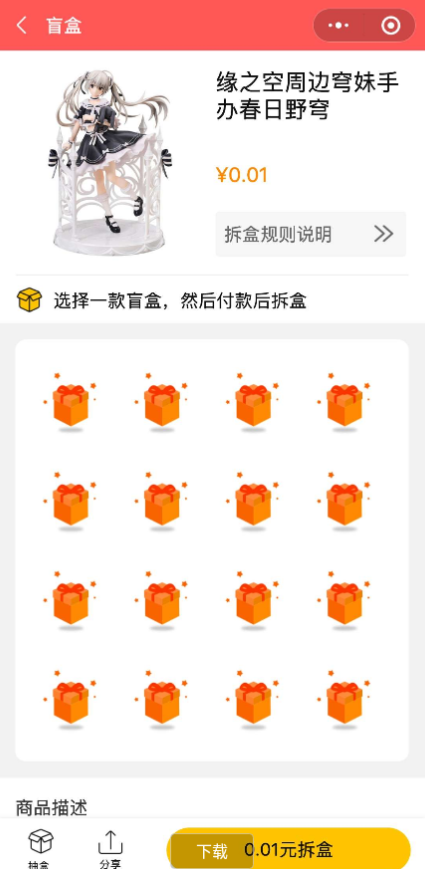 盲盒
缘之空周边穹妹手
办春日野穹
¥0.01
拆盒规则说明
选择一款盲盒，然后付款后拆盒
商品描述
抽盒
分享
下载
0.01元拆盒